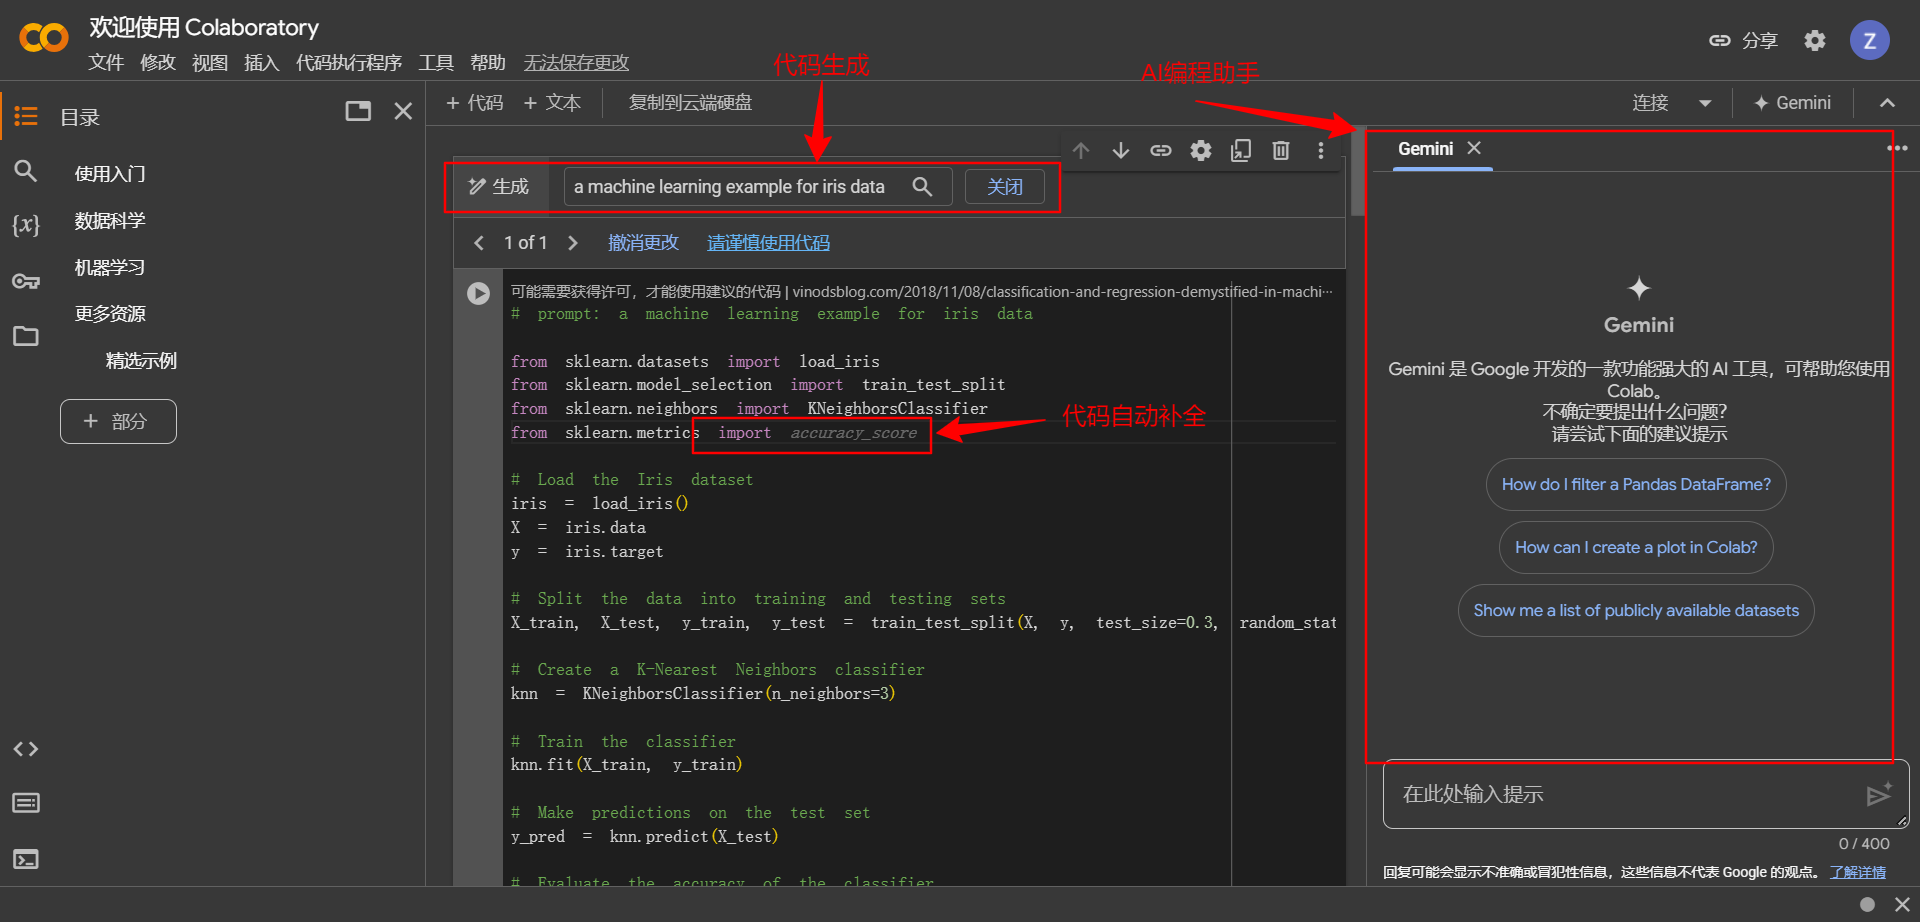 欢迎使用 Colaboratory
文件 修改 视图 插入 代码执行程序 工具 帮助 无法保存更改
分享
Z
代码生成
AI编程助手
目录
+ 代码 + 文本 复制到云端硬盘
连接 Gemini
使用入门
数据科学
机器学习
更多资源
精选示例
+ 部分
生成 a machine learning example for iris data 关闭
1 of 1 撤消更改 请谨慎使用代码
可能需要获得许可，才能使用建议的代码 | vinodsblog.com/2018/11/08/classification-and-regression-demystified-in-machi···
# prompt: a machine learning example for iris data
from sklearn.datasets import load_iris
from sklearn.model_selection import train_test_split
from sklearn.neighbors import KNeighborsClassifier
from sklearn.metrics import accuracy_score
代码自动补全
# Load the Iris dataset
iris = load_iris()
X = iris.data
y = iris.target
# Split the data into training and testing sets
X_train, X_test, y_train, y_test = train_test_split(X, y, test_size=0.3, random_stat
# Create a K-Nearest Neighbors classifier
knn = KNeighborsClassifier(n_neighbors=3)
# Train the classifier
knn.fit(X_train, y_train)
# Make predictions on the test set
y_pred = knn.predict(X_test)
# Evaluate the accuracy of the classifier
Gemini
Gemini
Gemini 是 Google 开发的一款功能强大的 AI 工具，可帮助您使用
Colab。
不确定要提出什么问题？
请尝试下面的建议提示
How do I filter a Pandas DataFrame?
How can I create a plot in Colab?
Show me a list of publicly available datasets
在此处输入提示
0 / 400
回复可能会显示不准确或冒犯性信息，这些信息不代表 Google 的观点。 了解详情